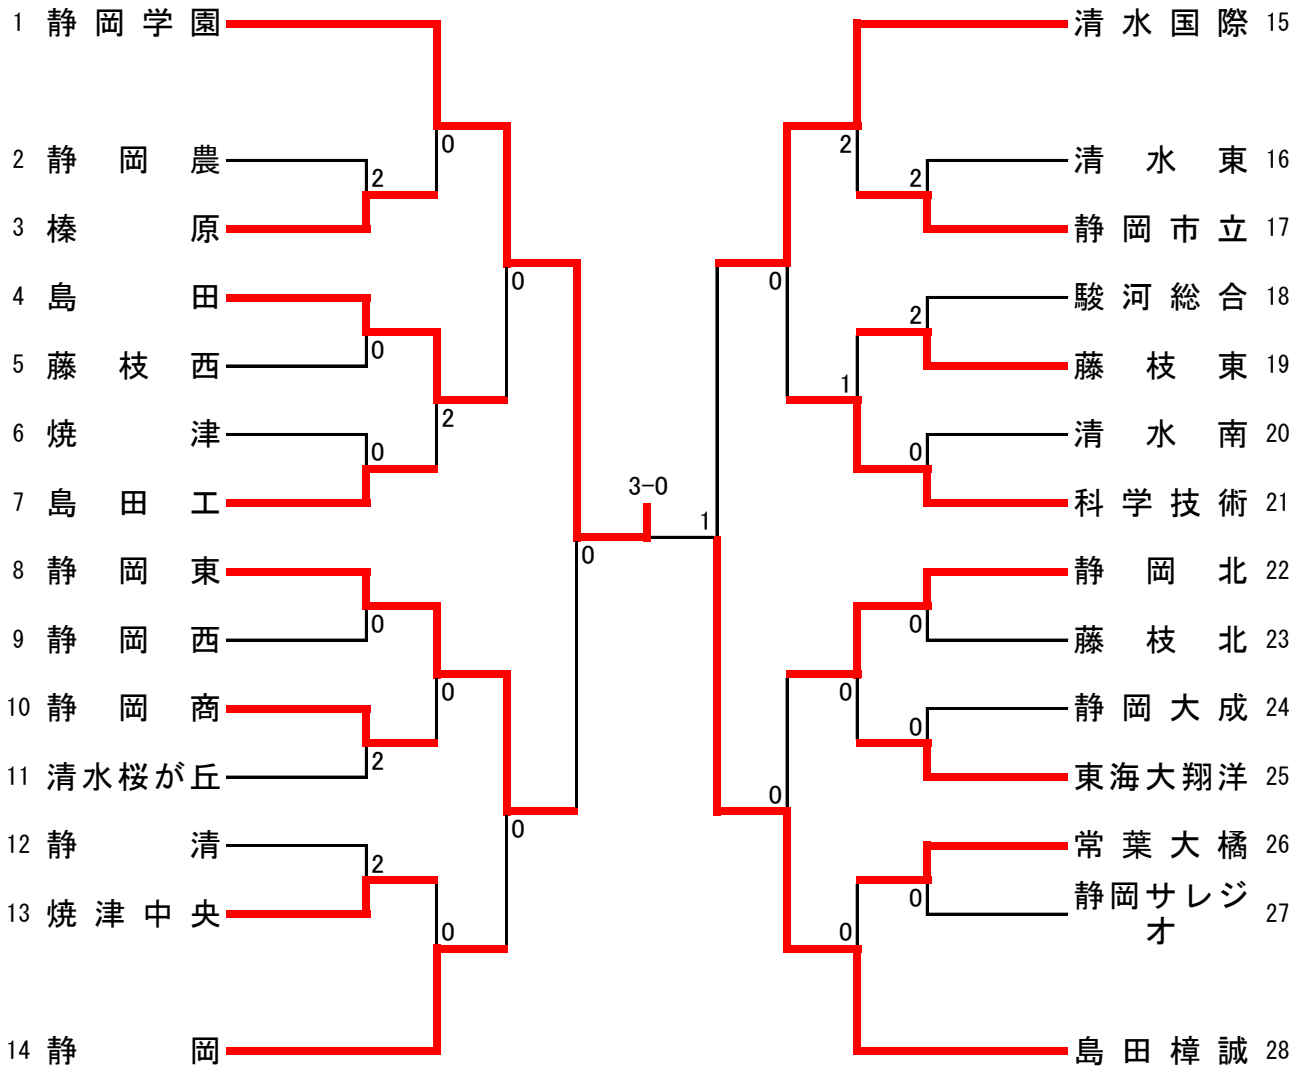 1 静岡学園
2 静岡農
3 榛原
4 島田
5 藤枝西
6 焼津
7 島田工
8 静岡東
9 静岡西
10 静岡商
11 清水桜が丘
12 静清
13 焼津中央
14 静岡
0
2
0
2
0
0
0
0
2
0
2
0
0
3-0
1
2
2
0
2
1
0
0
0
0
0
0
0
清水国際 15
清水東 16
静岡市立 17
駿河総合 18
藤枝東 19
清水南 20
科学技術 21
静岡北 22
藤枝北 23
静岡大成 24
東海大翔洋 25
常葉大橘 26
静岡サレジ
オ 27
島田樟誠 28